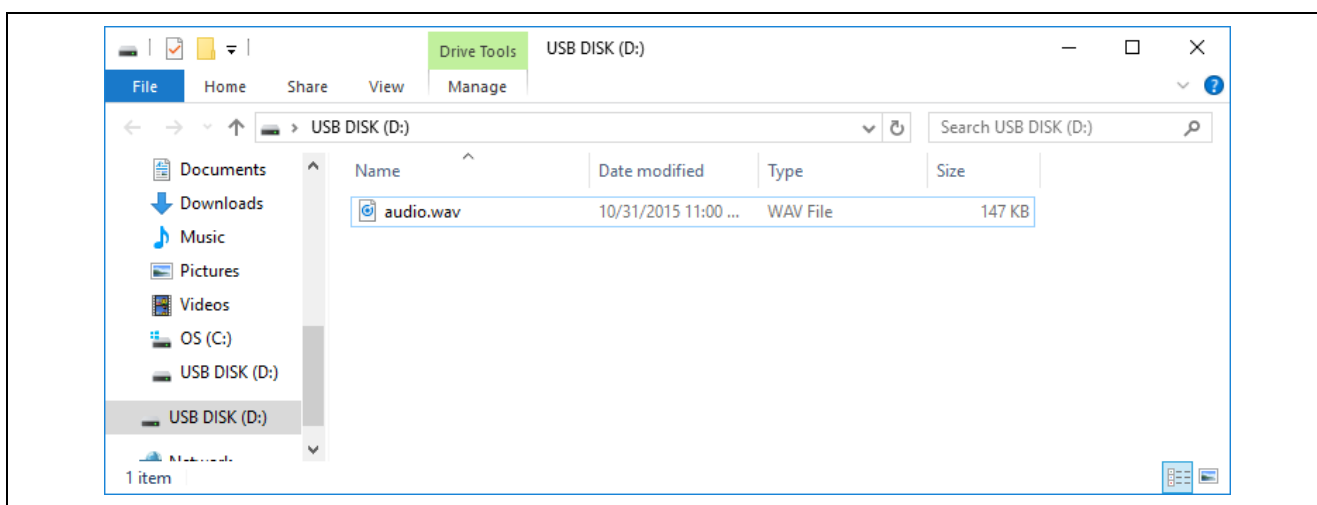 Drive Tools USB DISK (D:)
File Home Share View Manage
USB DISK (D:) Search USB DISK (D:)
Name Date modified Type Size
Documents
audio.wav 10/31/2015 11:00 ... WAV File 147 KB
Downloads
Music
Pictures
Videos
OS (C:)
USB DISK (D:)
USB DISK (D:)
1 item